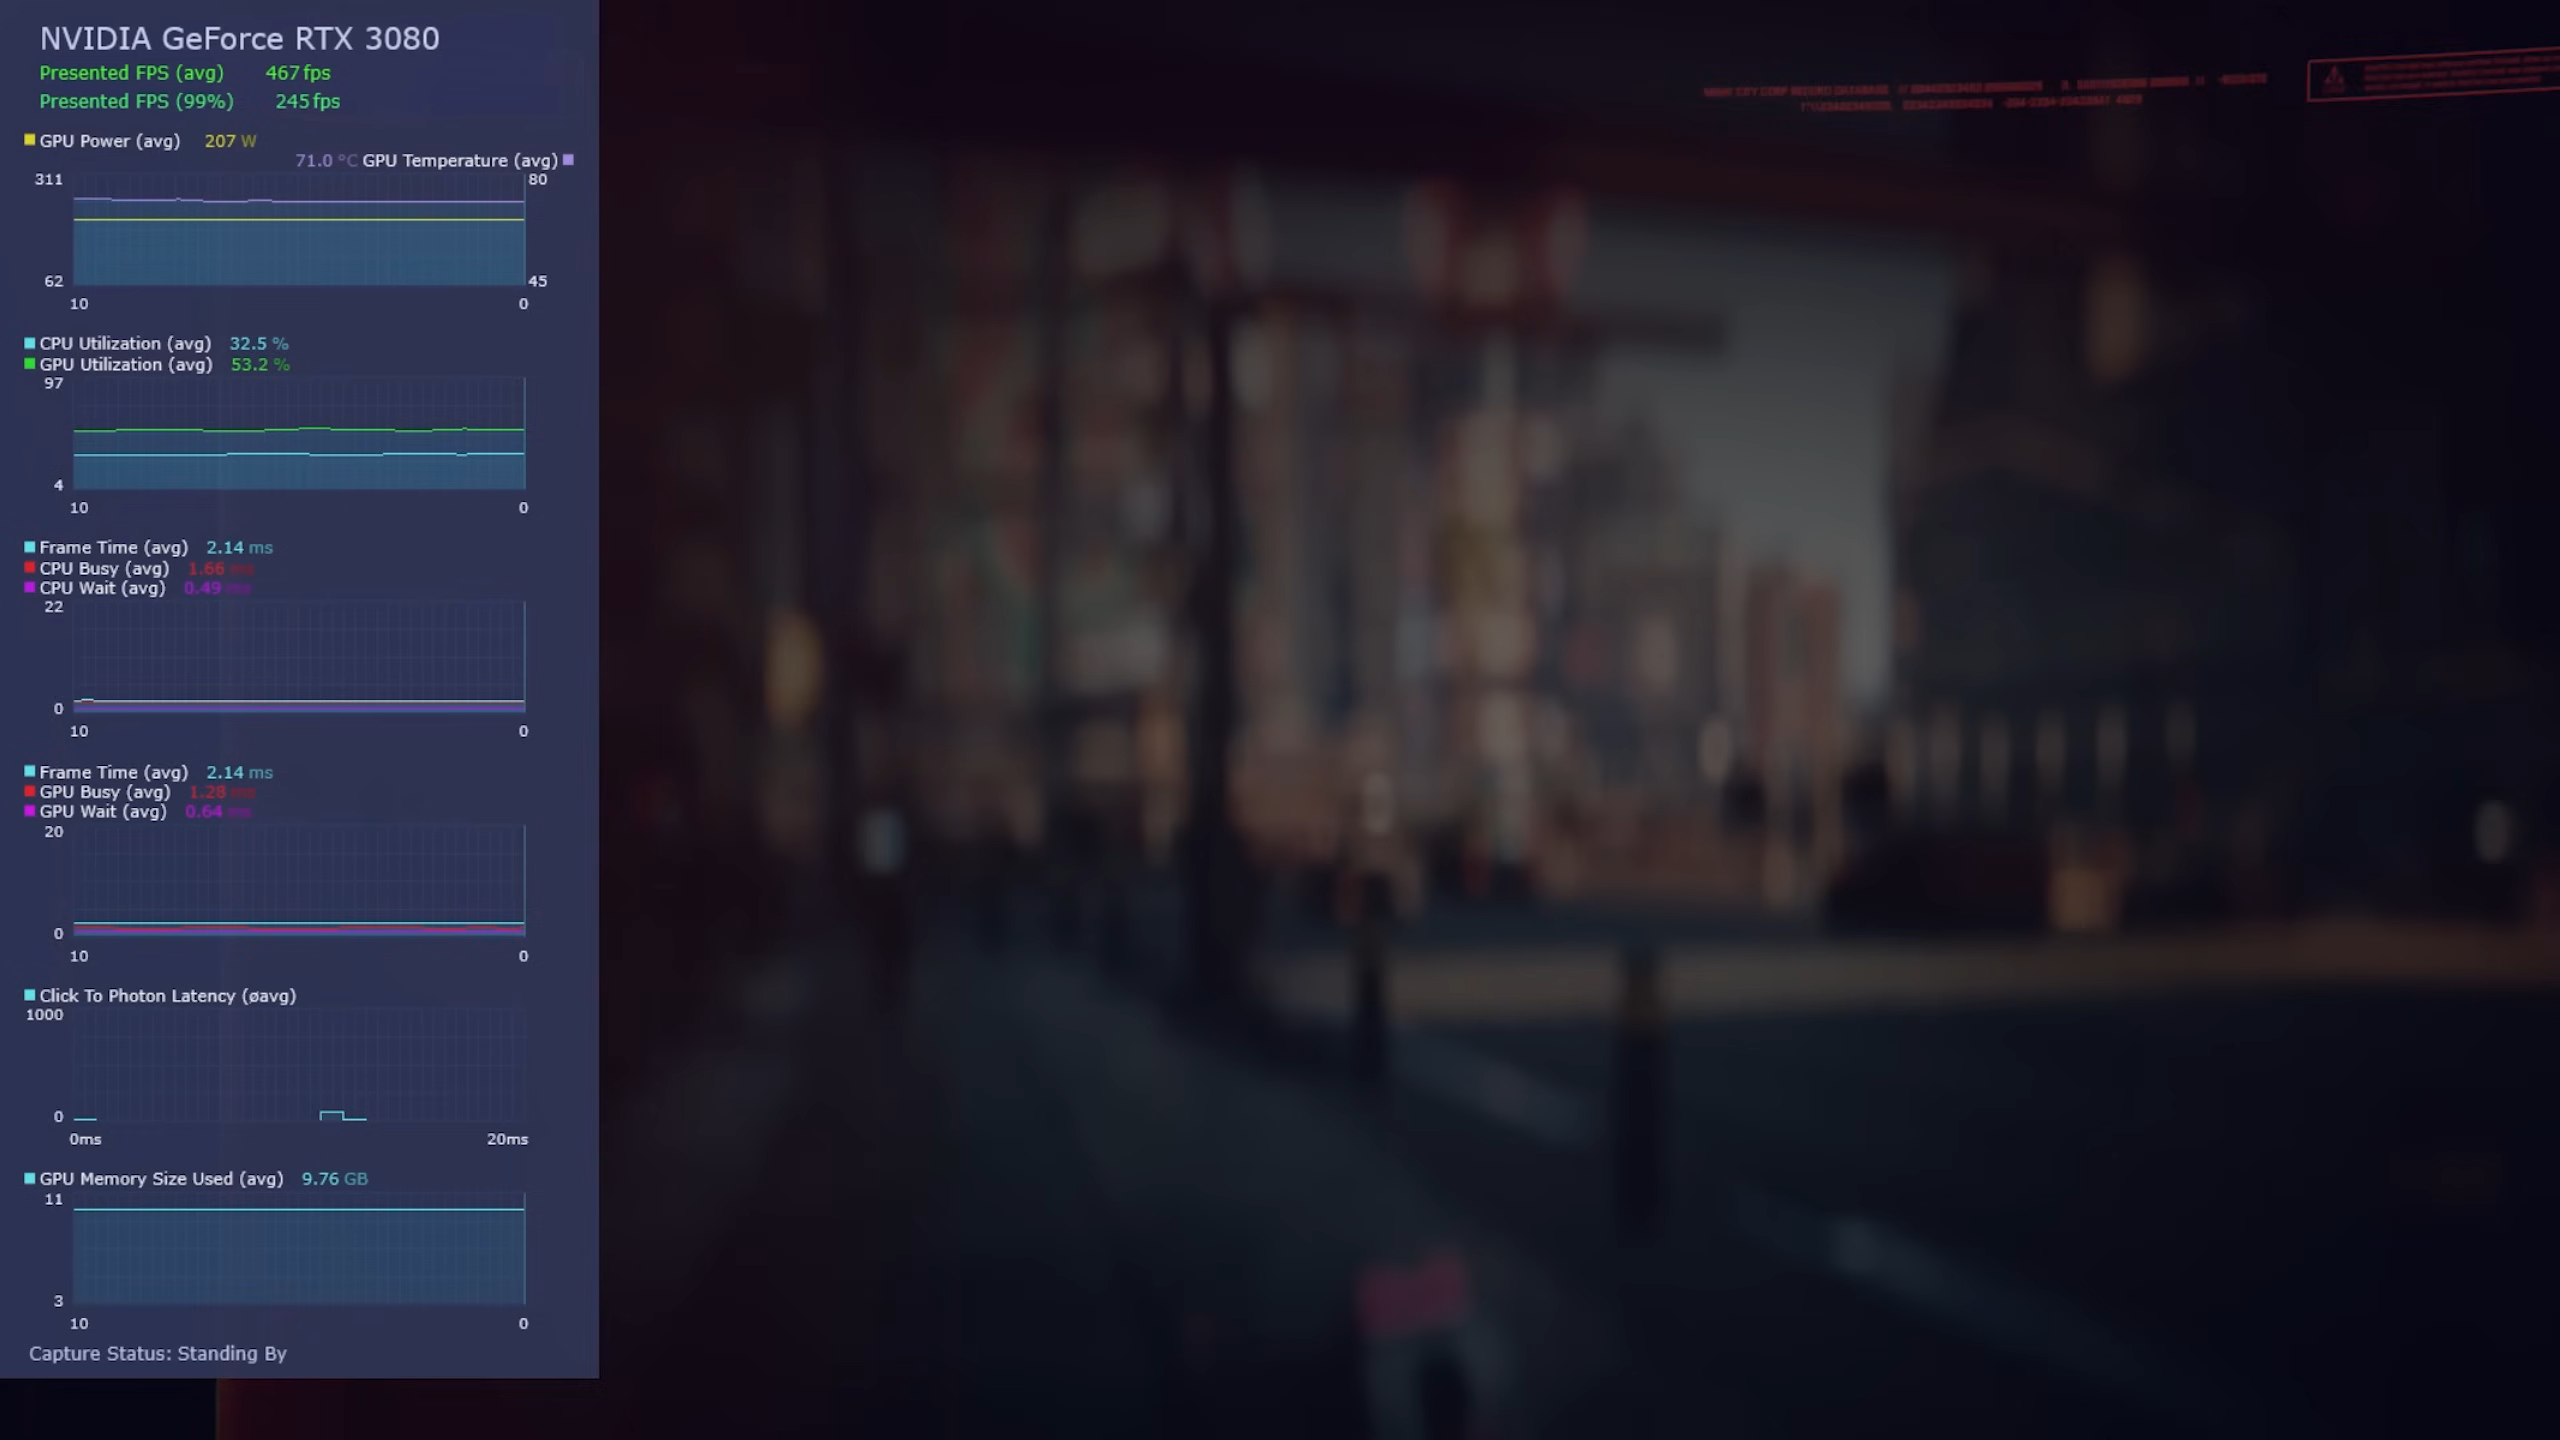 NVIDIA GeForce RTX 3080
Presented FPS (avg) 467 fps
Presented FPS (99%) 245 fps
GPU Power (avg) 207 W
71.0 °C GPU Temperature (avg)
311 80
62 45
10 0
CPU Utilization (avg) 32.5 %
GPU Utilization (avg) 53.2 %
97
4
10 0
Frame Time (avg) 2.14 ms
CPU Busy (avg) 1.66 ms
CPU Wait (avg) 0.49 ms
22
0
10 0
Frame Time (avg) 2.14 ms
GPU Busy (avg) 1.28 ms
GPU Wait (avg) 0.64 ms
20
0
10 0
Click To Photon Latency (øavg)
1000
0
0ms 20ms
GPU Memory Size Used (avg) 9.76 GB
11
3
10 0
Capture Status: Standing By